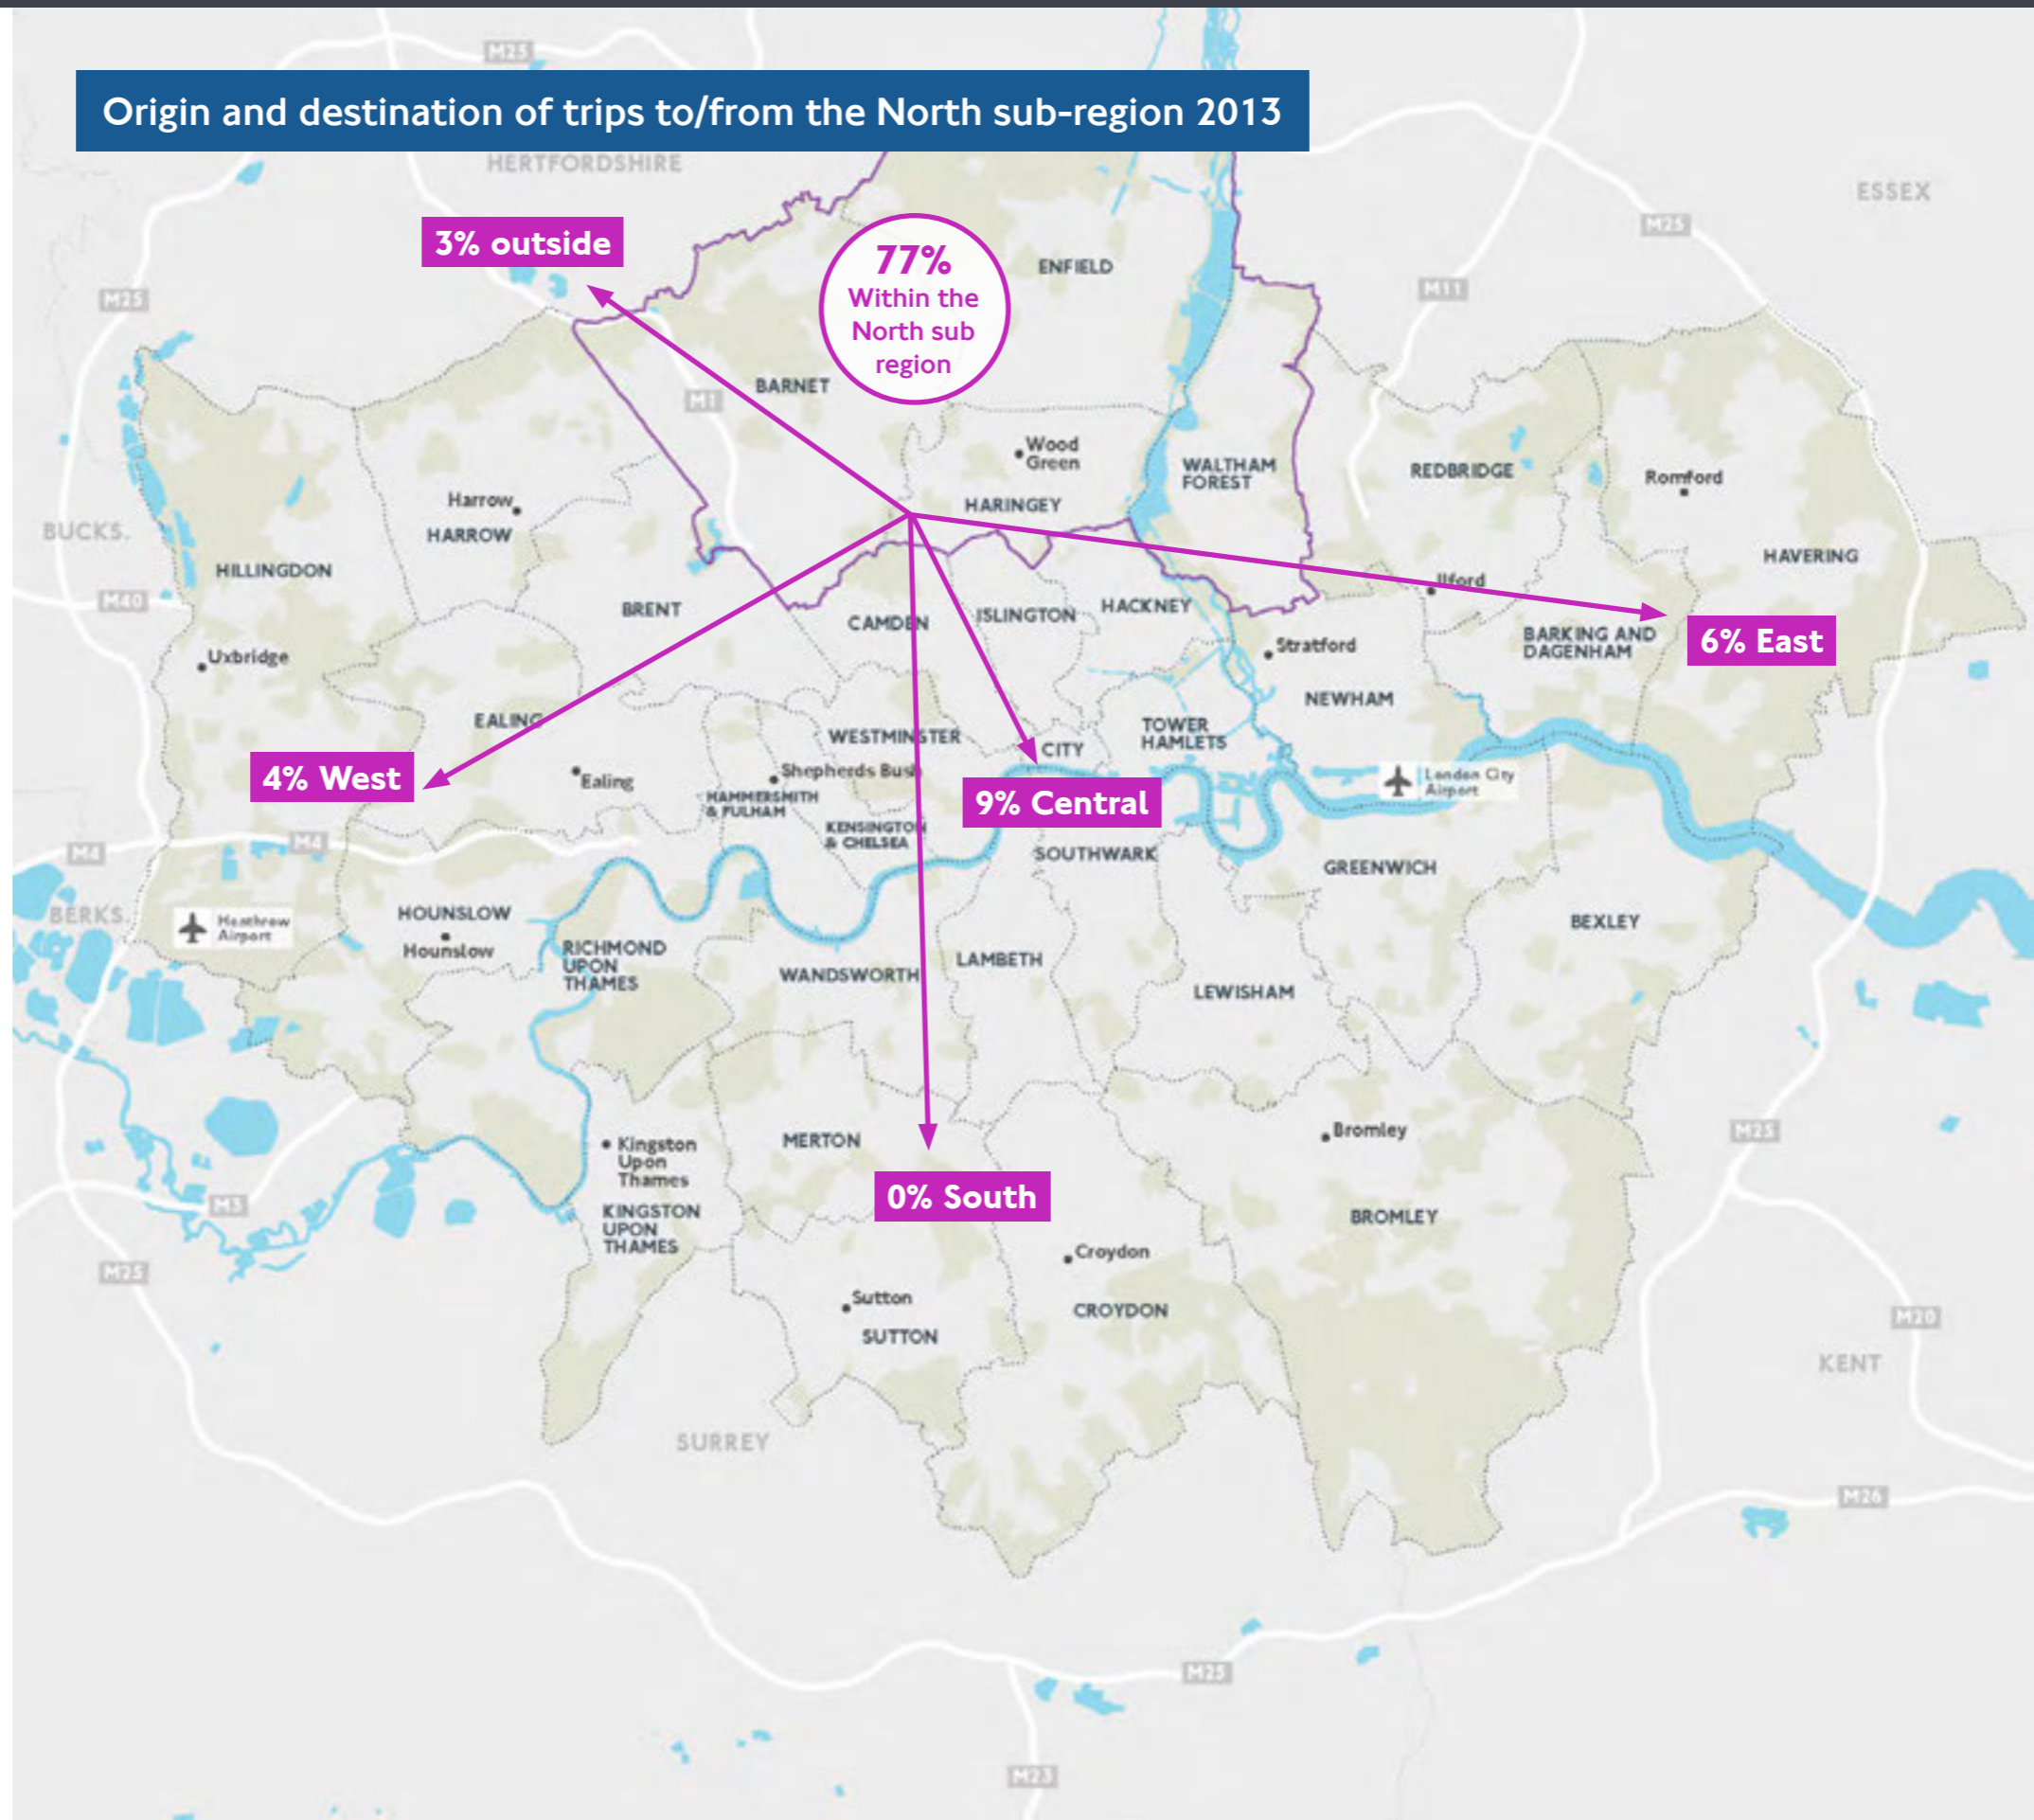 M25
Origin and destination of trips to/from the North sub-region 2013
HERTFORDSHIRE
ESSEX
M25
3% outside
77%
Within the
North sub
region
ENFIELD
M25
M11
BARNET
M1
Wood
Green
WALTHAM
FOREST
REDBRIDGE
Romford
Harrow
HARROW
HARINGEY
BUCKS.
HILLINGDON
HAVERING
Ilford
M40
BRENT
CAMDEN
ISLINGTON
HACKNEY
Uxbridge
Stratford
BARKING AND
DAGENHAM
6% East
NEWHAM
EALING
WESTMINSTER
CITY
TOWER
HAMLETS
4% West
Ealing
Shepherds Bush
London City
Airport
HAMMERSMITH
& FULHAM
9% Central
KENSINGTON
& CHELSEA
M4
M4
SOUTHWARK
GREENWICH
BERKS.
Heathrow
Airport
HOUNSLOW
Hounslow
BEXLEY
RICHMOND
UPON
THAMES
WANDSWORTH
LAMBETH
LEWISHAM
Kingston
Upon
Thames
MERTON
Bromley
M25
0% South
M3
KINGSTON
UPON
THAMES
BROMLEY
Croydon
M25
Sutton
CROYDON
SUTTON
M20
KENT
SURREY
M26
M25
M23